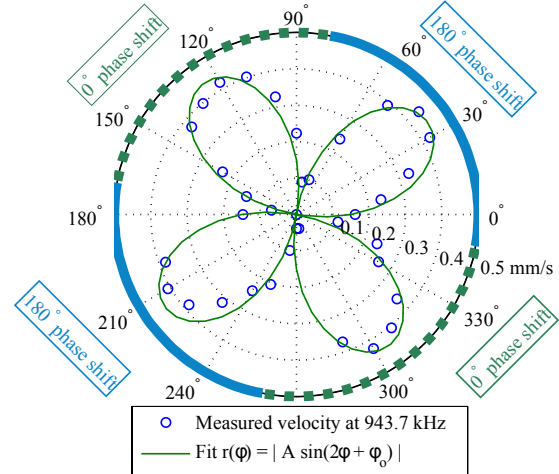 90°
120°
60°
0° phase shift
180° phase shift
150°
30°
180°
0°
0.1
0.2
0.3
0.4
0.5 mm/s
180° phase shift
210°
330°
0° phase shift
240°
300°
Measured velocity at 943.7 kHz
Fit r(φ) = | A sin(2φ + φo) |